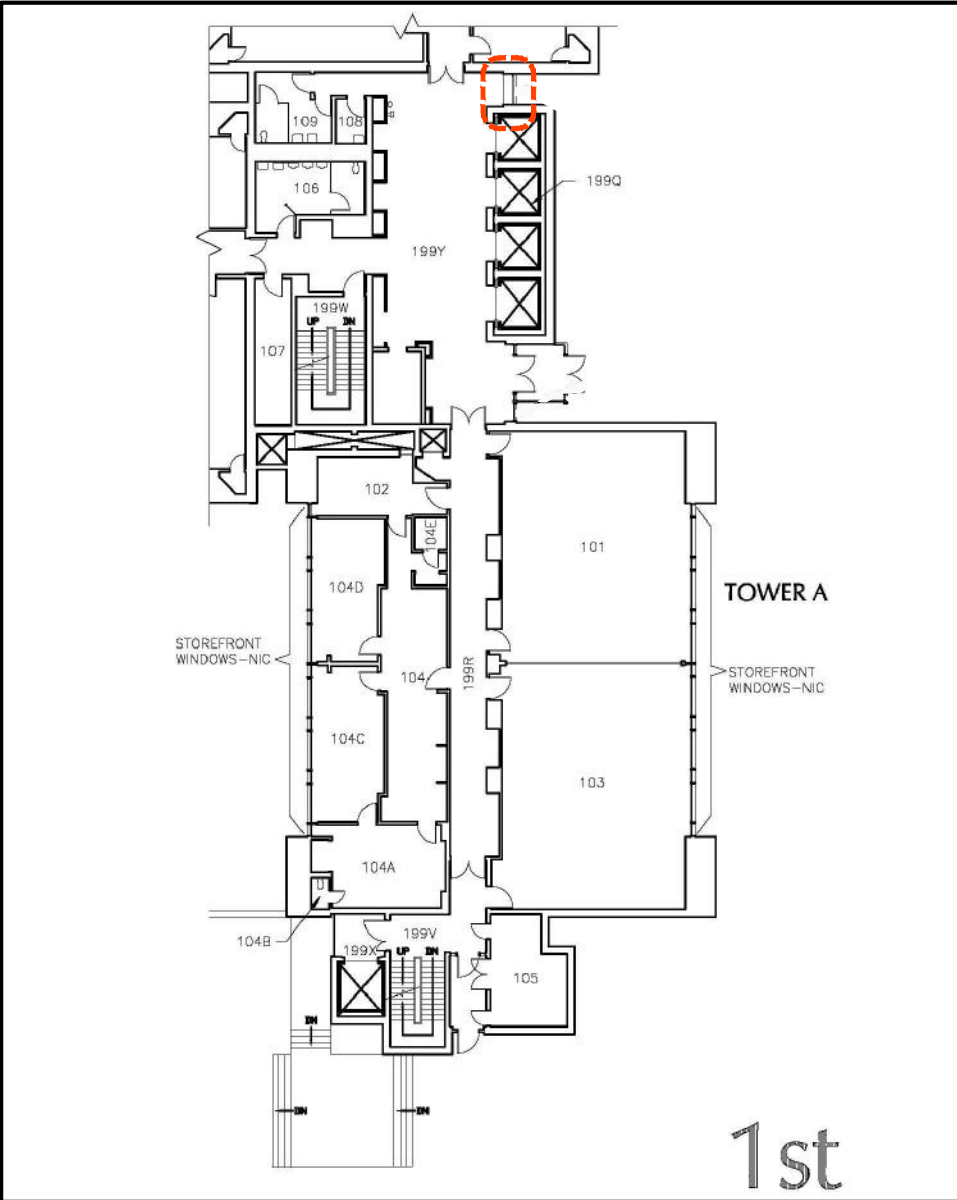 109
108
106
199Q
199Y
199W
UP
DN
107
102
104E
101
104D
TOWER A
STOREFRONT
WINDOWS-NIC
104
199R
STOREFRONT
WINDOWS-NIC
104C
103
104A
104B
199V
199X
UP
DN
105
DN
DN
DN
1st